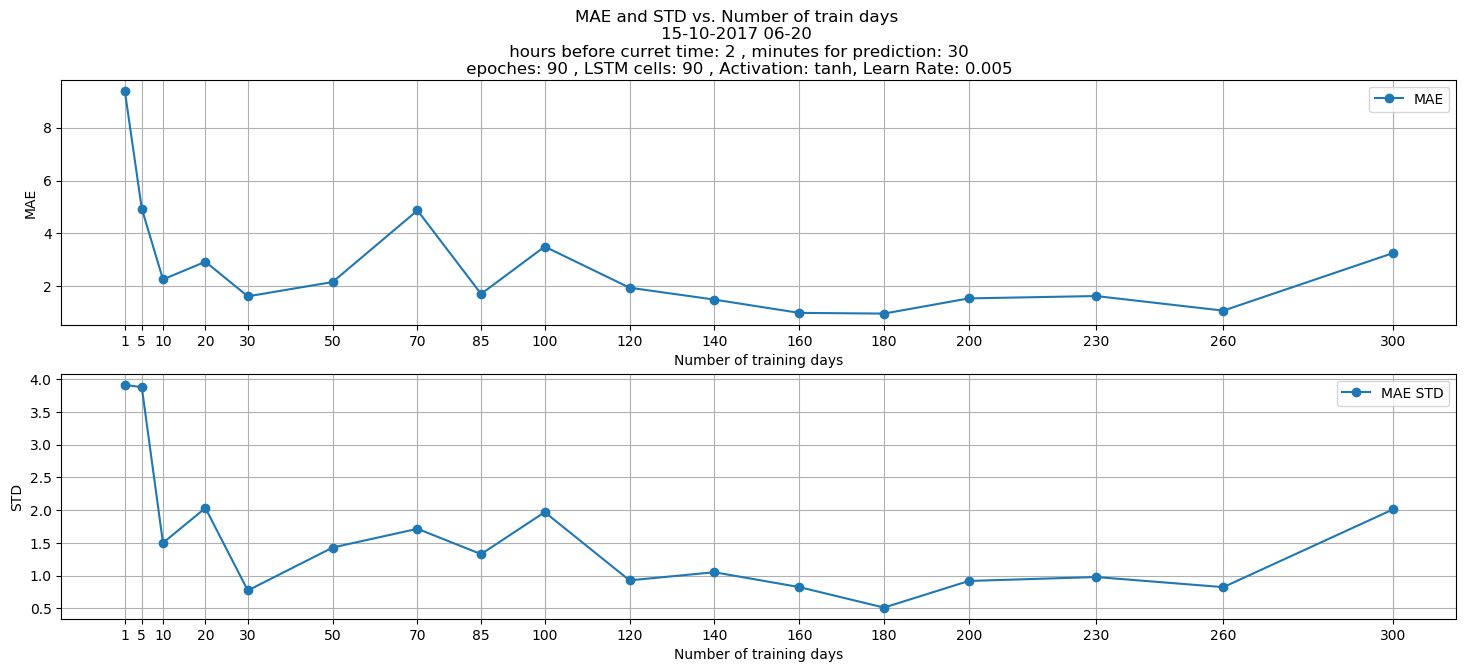 MAE and STD vs. Number of train days
15-10-2017 06-20
hours before curret time: 2 , minutes for prediction: 30
epoches: 90 , LSTM cells: 90 , Activation: tanh, Learn Rate: 0.005
MAE
8
6
4
2
MAE
1 5 10 20 30 50 70 85 100 120 140 160 180 200 230 260 300
Number of training days
MAE STD
4.0
3.5
3.0
2.5
2.0
1.5
1.0
0.5
STD
1 5 10 20 30 50 70 85 100 120 140 160 180 200 230 260 300
Number of training days